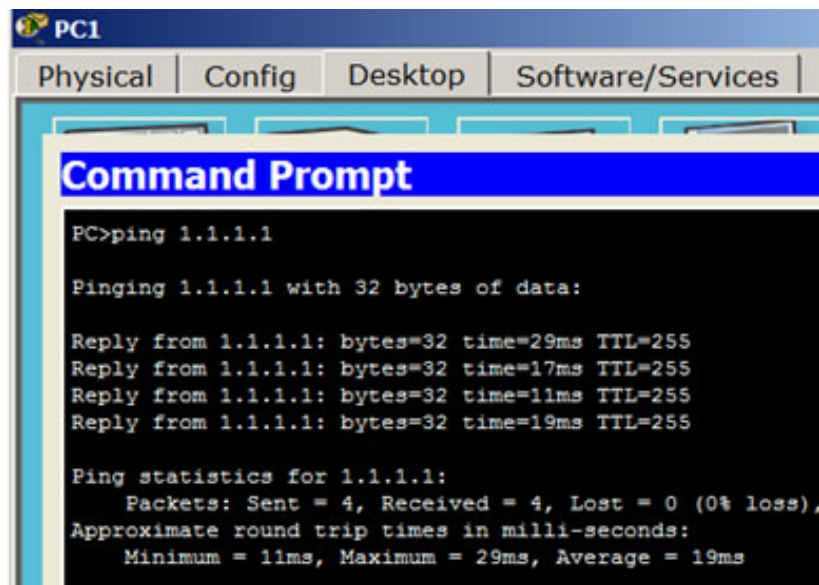 PC1
Physical Config Desktop Software/Services
Command Prompt
PC>ping 1.1.1.1
Pinging 1.1.1.1 with 32 bytes of data:
Reply from 1.1.1.1: bytes=32 time=29ms TTL=255
Reply from 1.1.1.1: bytes=32 time=17ms TTL=255
Reply from 1.1.1.1: bytes=32 time=11ms TTL=255
Reply from 1.1.1.1: bytes=32 time=19ms TTL=255
Ping statistics for 1.1.1.1:
Packets: Sent = 4, Received = 4, Lost = 0 (0% loss),
Approximate round trip times in milli-seconds:
Minimum = 11ms, Maximum = 29ms, Average = 19ms